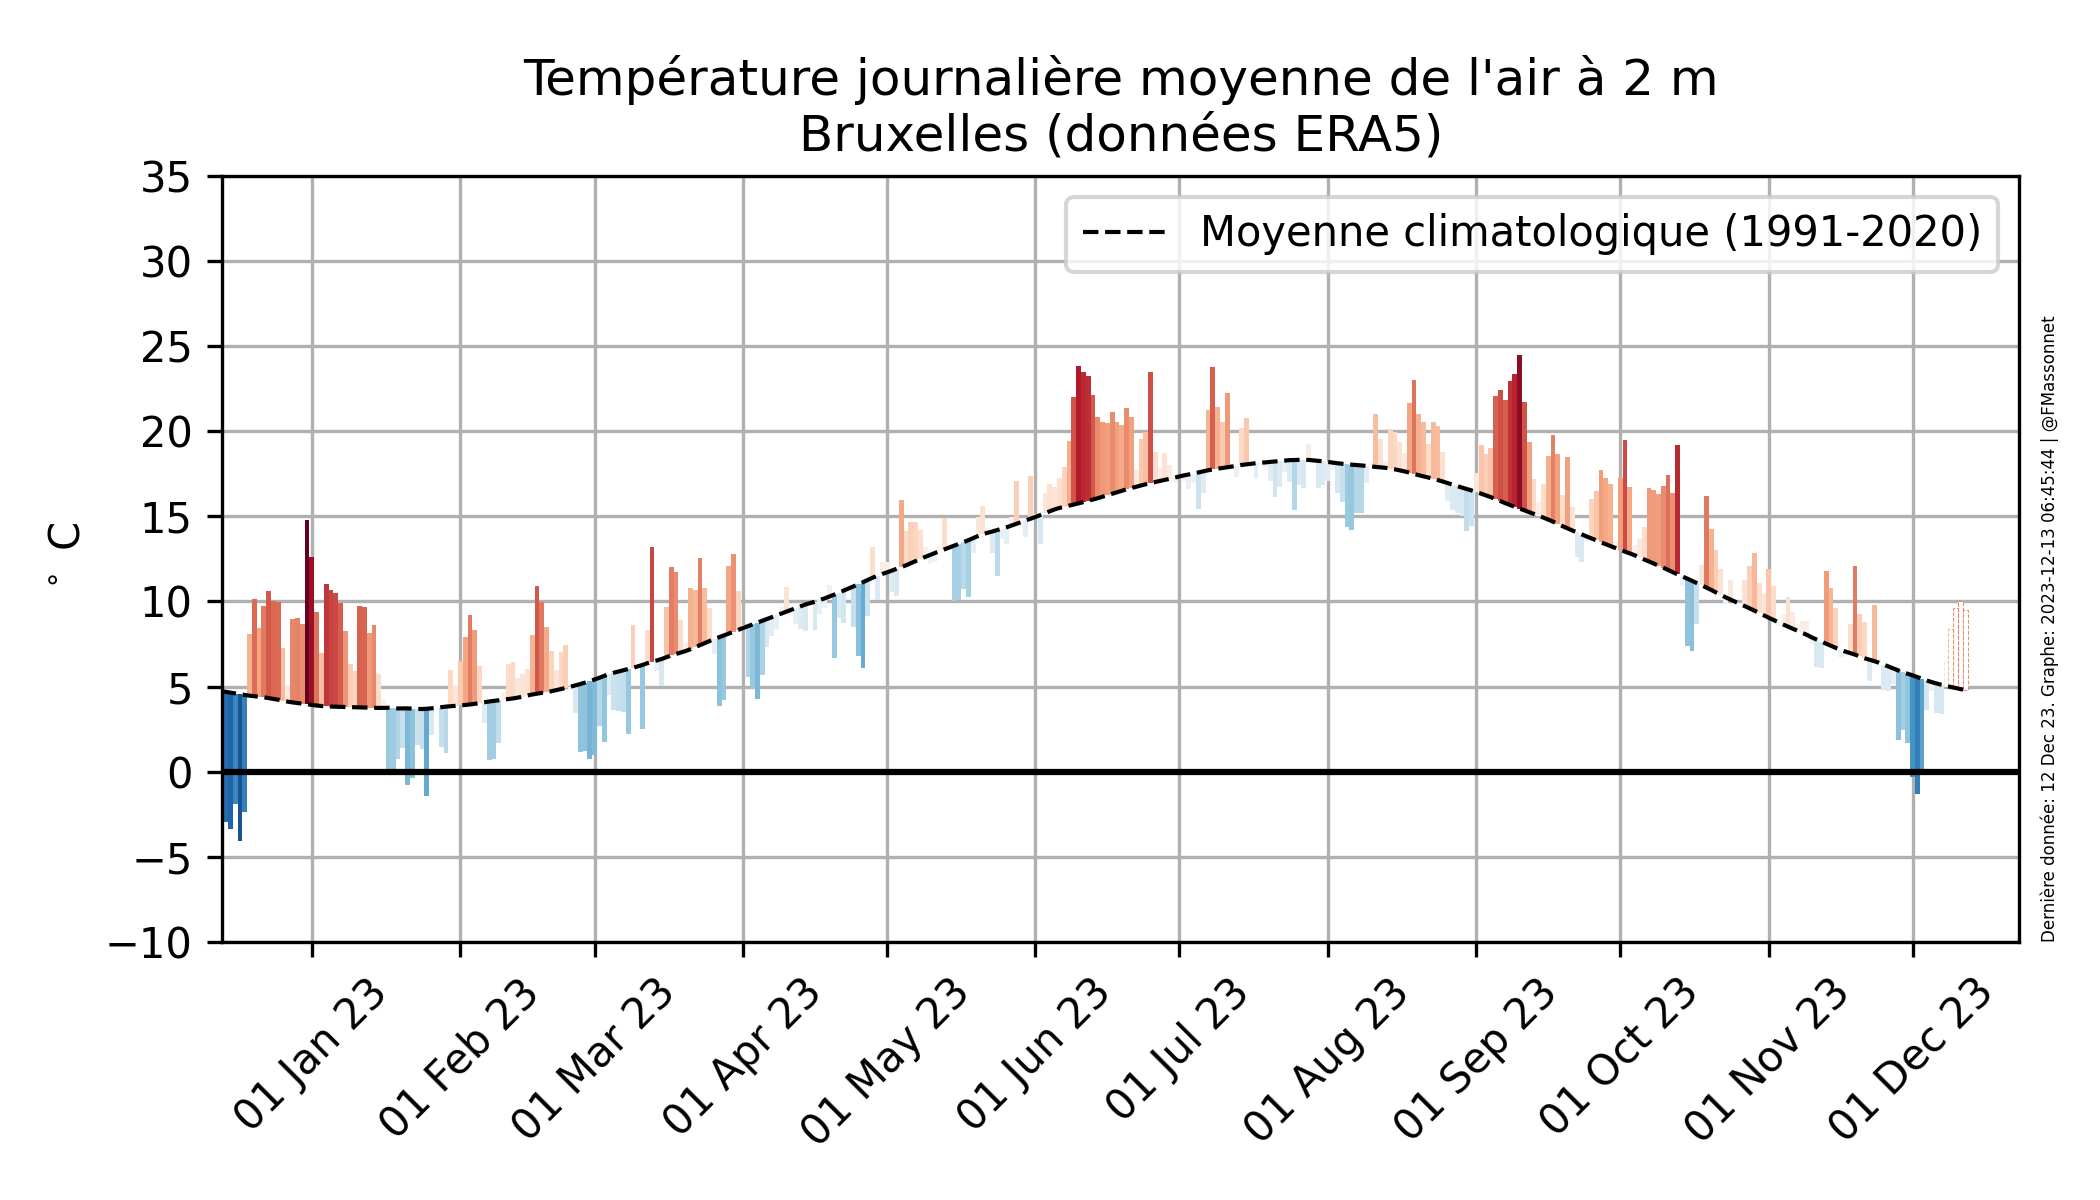 Température journalière moyenne de l'air à 2 m
Bruxelles (données ERA5)
Moyenne climatologique (1991-2020)
35
30
25
20
15
10
5
0
−5
−10
° C
01 Jan 23
01 Feb 23
01 Mar 23
01 Apr 23
01 May 23
01 Jun 23
01 Jul 23
01 Aug 23
01 Sep 23
01 Oct 23
01 Nov 23
01 Dec 23
Dernière donnée: 12 Dec 23. Graphe: 2023-12-13 06:45:44 | @FMassonnet